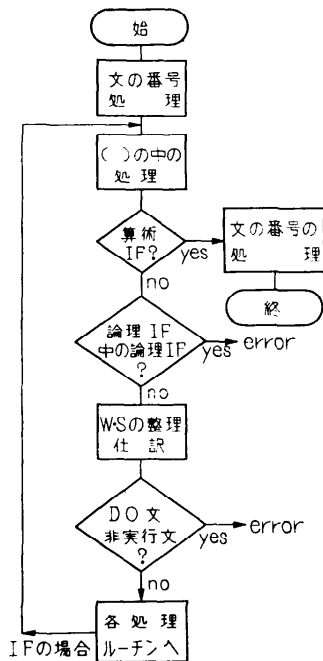 始
文の番号
処理
( )の中の
処理
算術
IF?
yes
文の番号の
処理
no
終
論理IF
中の論理IF
?
yes
error
no
W・Sの整理
仕訳
DO文
非実行文
?
yes
error
no
各処理
ルーチンへ
IFの場合